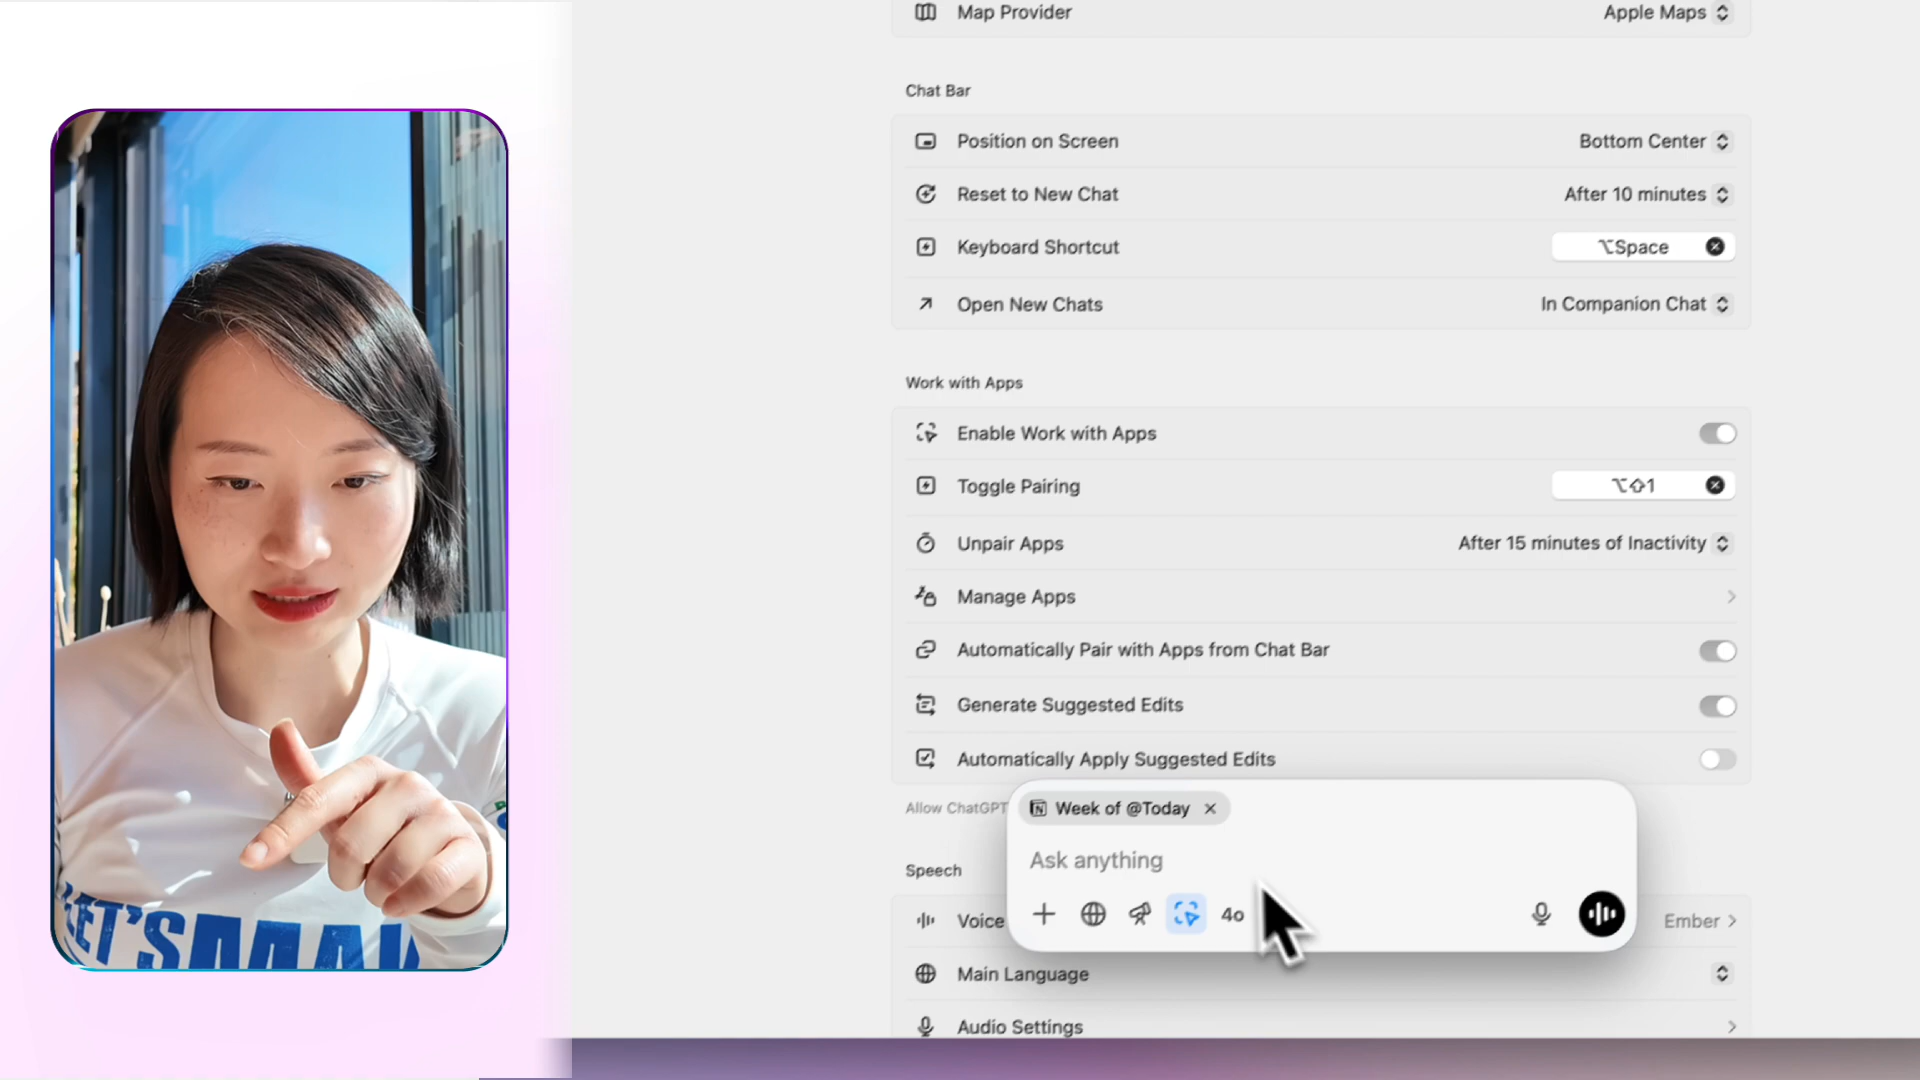 Map Provider Apple Maps
Chat Bar
Position on Screen Bottom Center
Reset to New Chat After 10 minutes
Keyboard Shortcut ⌥Space
Open New Chats In Companion Chat
Work with Apps
Enable Work with Apps
Toggle Pairing ⌥⇧1
Unpair Apps After 15 minutes of Inactivity
Manage Apps
Automatically Pair with Apps from Chat Bar
Generate Suggested Edits
Automatically Apply Suggested Edits
Allow ChatGPT
Week of @Today
Ask anything
4o
Speech
Voice Ember
Main Language
Audio Settings
LET'S